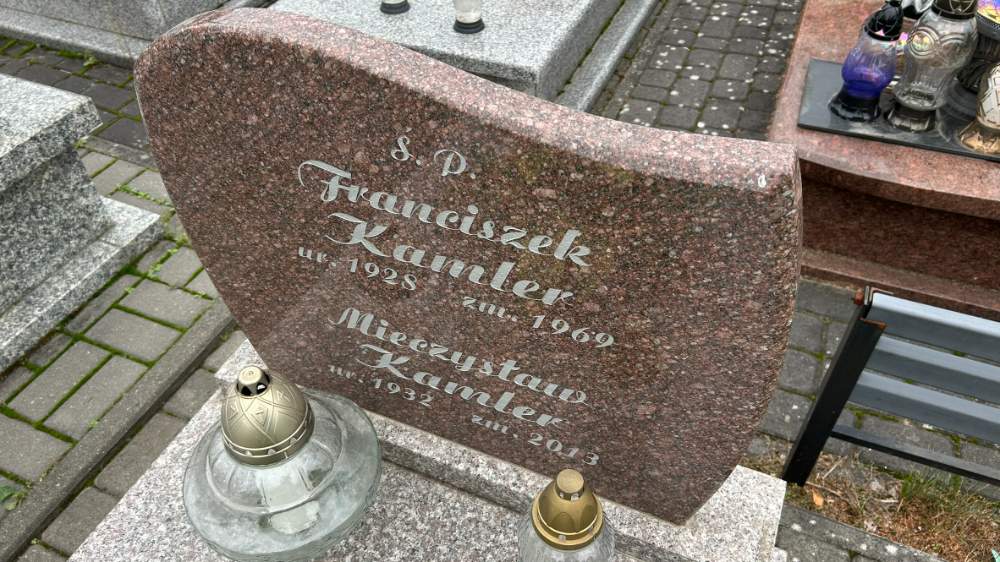 ś. P.
Franciszek
Kamler
ur. 1928 zm. 1969
Mieczysław
Kamler
ur. 1932 zm. 2013